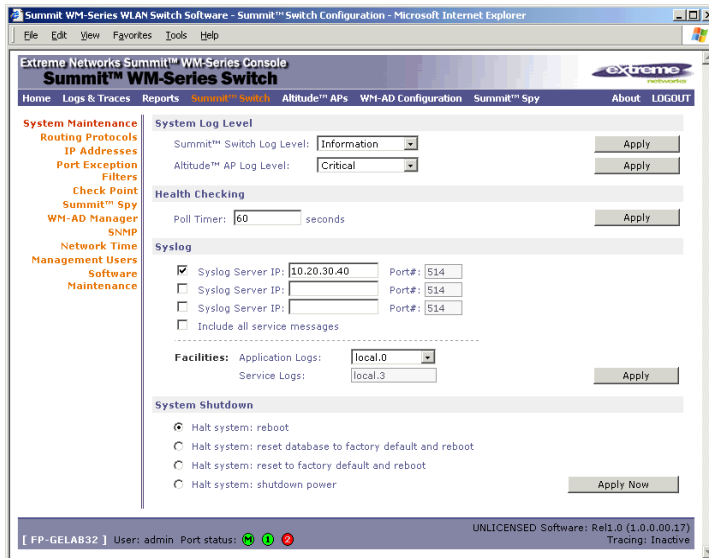 Summit WM-Series WLAN Switch Software - Summit™ Switch Configuration - Microsoft Internet Explorer
File Edit View Favorites Tools Help
Extreme Networks Summit™ WM-Series Console
Summit™ WM-Series Switch
extreme
networks
Home Logs & Traces Reports Summit™ Switch Altitude™ APs WM-AD Configuration Summit™ Spy About LOGOUT
System Maintenance
Routing Protocols
IP Addresses
Port Exception
Filters
Check Point
Summit™ Spy
WM-AD Manager
SNMP
Network Time
Management Users
Software
Maintenance
System Log Level
Summit™ Switch Log Level: Information Apply
Altitude™ AP Log Level: Critical Apply
Health Checking
Poll Timer: 60 seconds Apply
Syslog
Syslog Server IP: 10.20.30.40 Port#: 514
Syslog Server IP: Port#: 514
Syslog Server IP: Port#: 514
Include all service messages
Facilities: Application Logs: local.0
Service Logs: local.3 Apply
System Shutdown
Halt system: reboot
Halt system: reset database to factory default and reboot
Halt system: reset to factory default and reboot
Halt system: shutdown power Apply Now
[ FP-GELAB32 ] User: admin Port status: M 1 2
UNLICENSED Software: Rel1.0 (1.0.0.00.17)
Tracing: Inactive